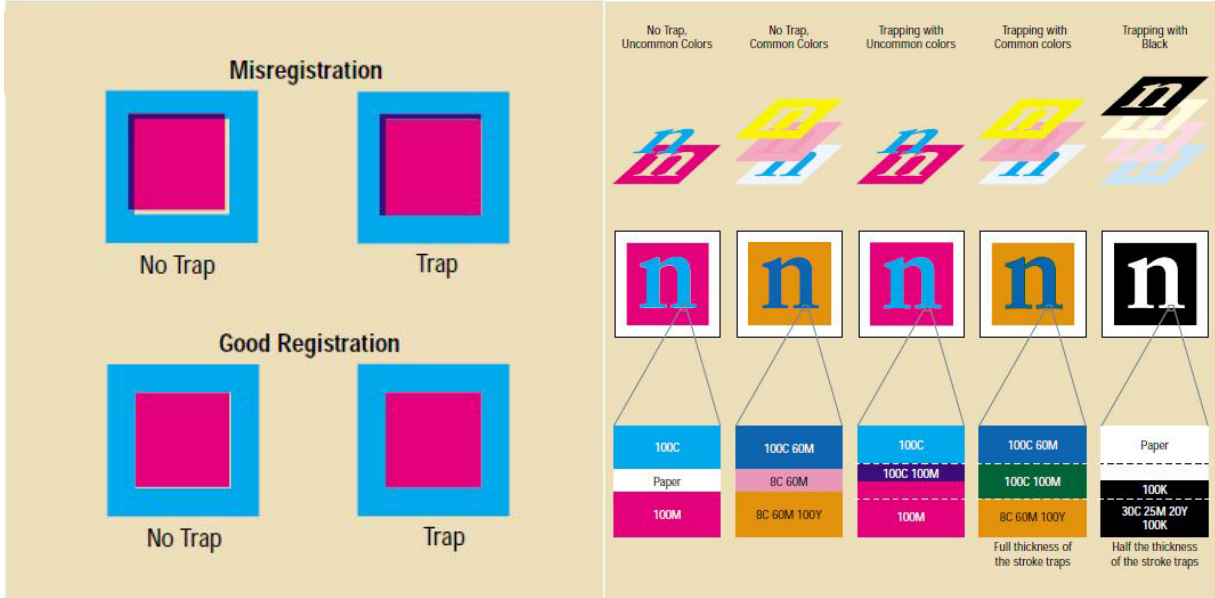 Misregistration
No Trap
Trap
Good Registration
No Trap
Trap
No Trap,
Uncommon Colors
No Trap,
Common Colors
Trapping with
Uncommon colors
Trapping with
Common colors
Trapping with
Black
n
n
n
n
n
n
n
n
n
n
n
n
100C
Paper
100M
100C 60M
8C 60M
8C 60M 100Y
100C
100C 100M
100M
100C 60M
100C 100M
8C 60M 100Y
Full thickness of
the stroke traps
Paper
100K
30C 25M 20Y
100K
Half the thickness
of the stroke traps